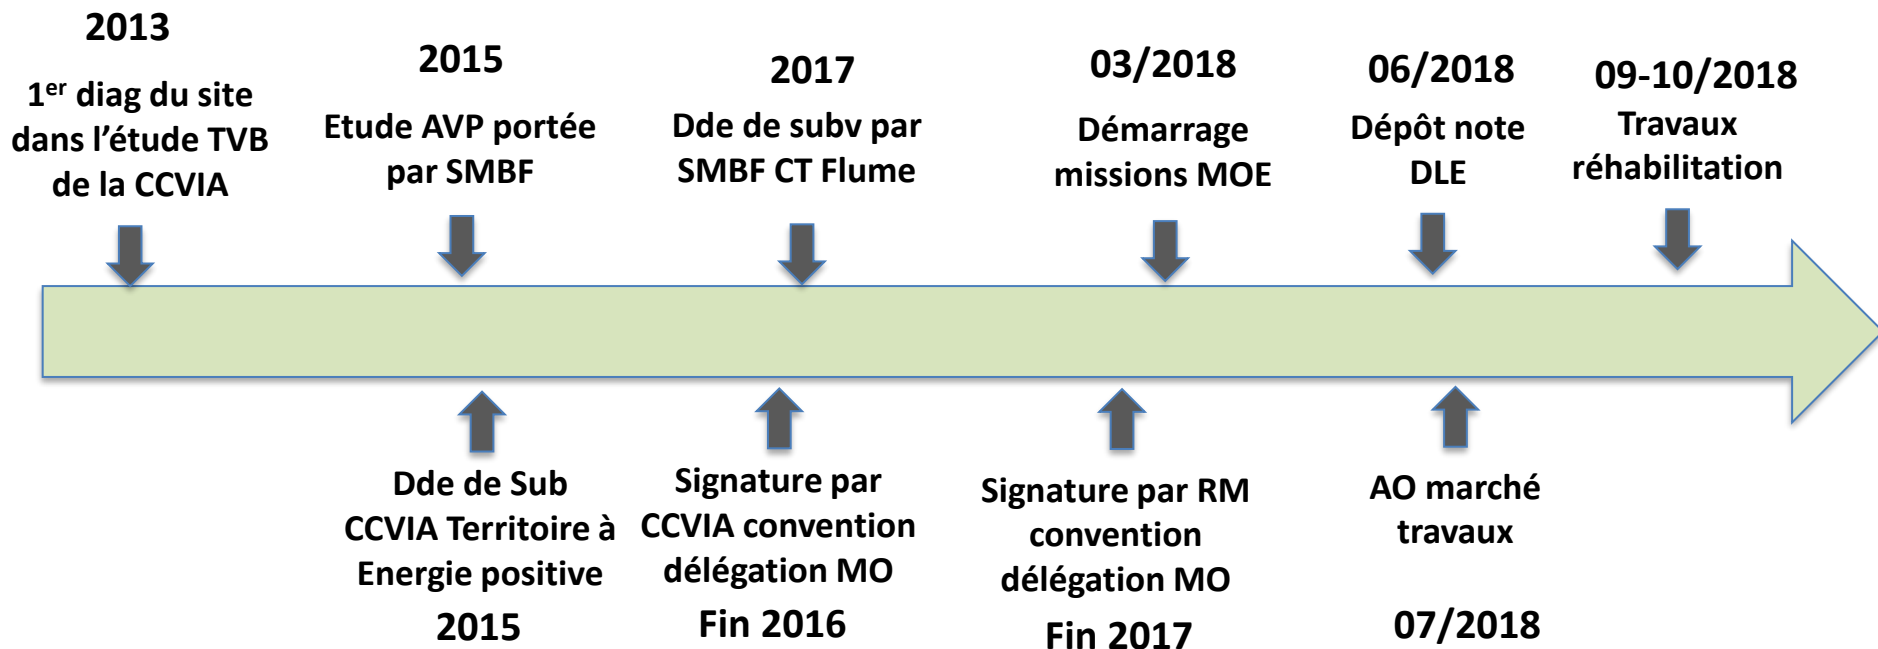 2013
1er diag du site
dans l’étude TVB
de la CCVIA
2015
Etude AVP portée
par SMBF
2017
Dde de subv par
SMBF CT Flume
03/2018
Démarrage
missions MOE
06/2018
Dépôt note
DLE
09-10/2018
Travaux
réhabilitation
Dde de Sub
CCVIA Territoire à
Energie positive
2015
Signature par
CCVIA convention
délégation MO
Fin 2016
Signature par RM
convention
délégation MO
Fin 2017
AO marché
travaux
07/2018